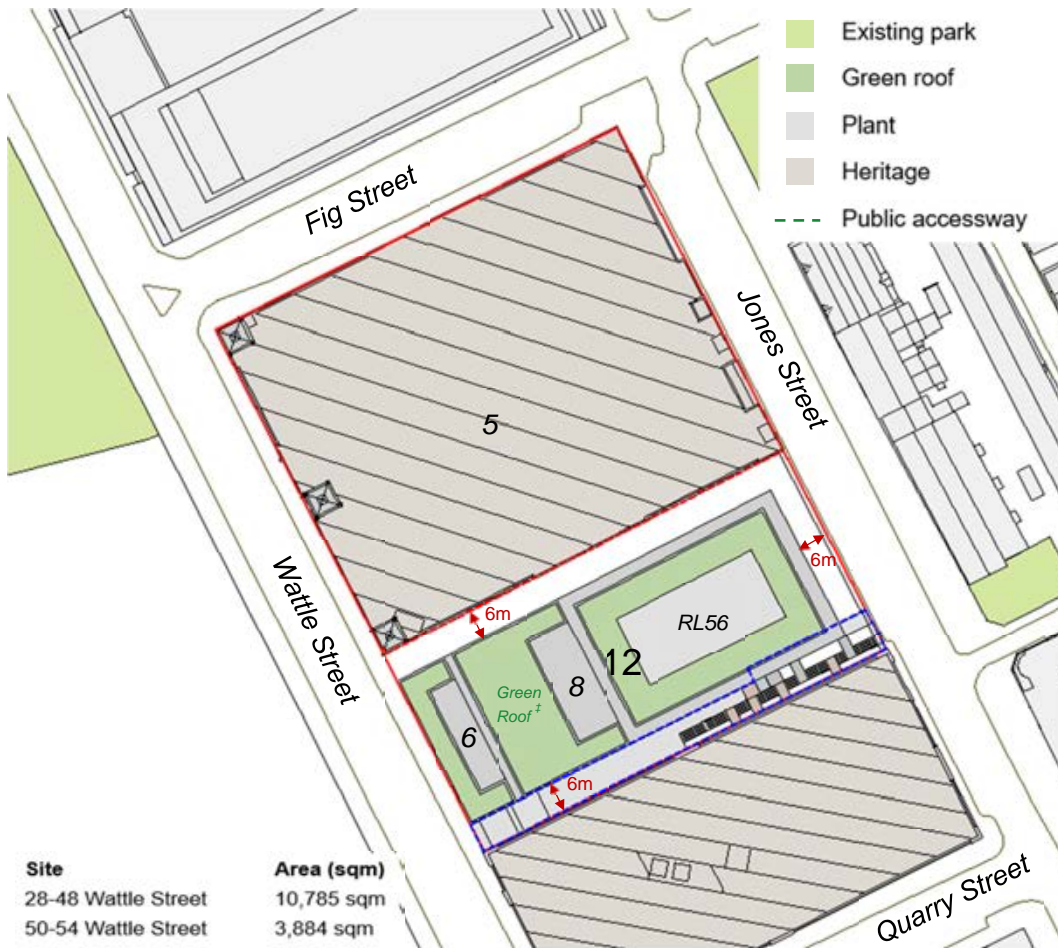 Existing park
Green roof
Plant
Heritage
Public accessway
Fig Street
Jones Street
5
Wattle Street
6m
6m
RL56
12
8
Green
Roof ‡
6
6m
Quarry Street
Site Area (sqm)
28-48 Wattle Street 10,785 sqm
50-54 Wattle Street 3,884 sqm